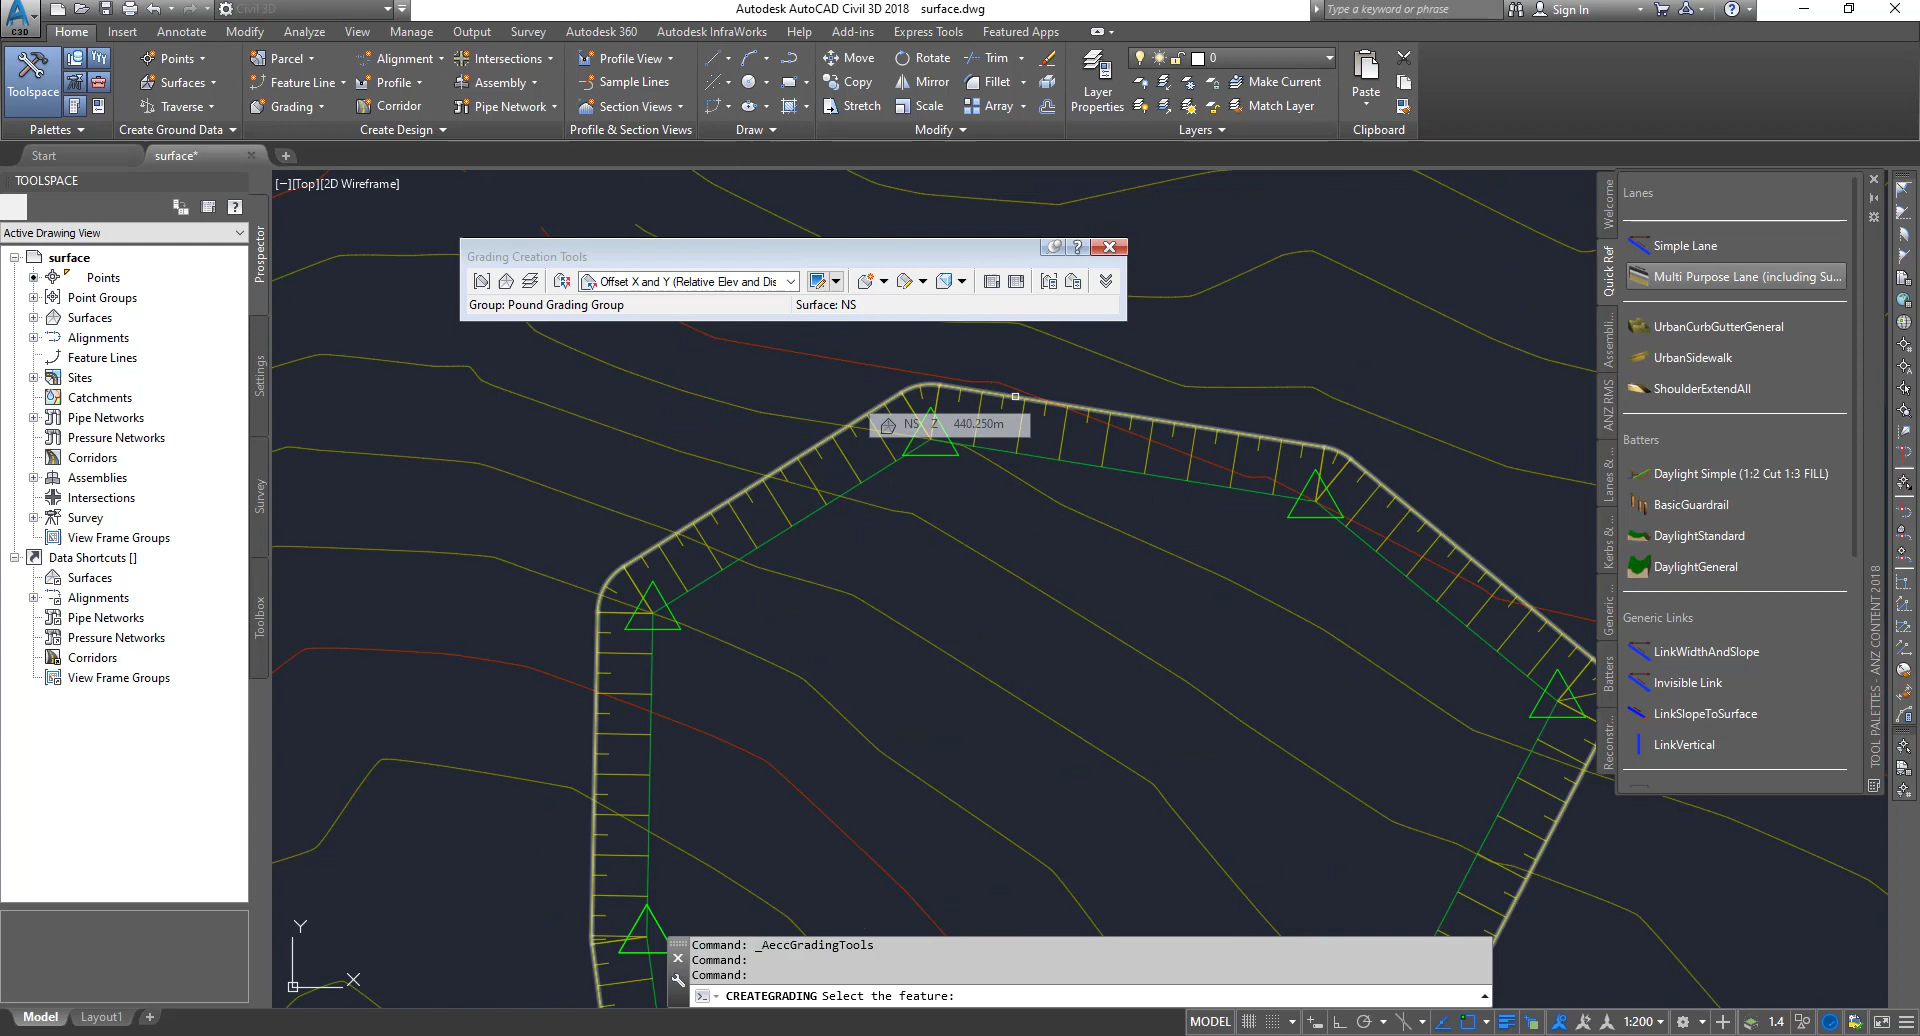 Civil 3D
Autodesk AutoCAD Civil 3D 2018 surface.dwg
Type a keyword or phrase
Sign In
C3D
Home Insert Annotate Analyze View Manage Output Survey Autodesk 360 Autodesk InfraWorks Help Add-ins Express Tools Featured Apps
Toolspace
Palettes
Points
Surfaces
Traverse
Create Ground Data
Parcel
Feature Line
Grading
Alignment
Profile
Corridor
Intersections
Assembly
Pipe Network
Create Design
Profile View
Sample Lines
Section Views
Profile & Section Views
Draw
Move
Copy
Stretch
Rotate
Mirror
Scale
Trim
Fillet
Array
Modify
Layer
Properties
0
Make Current
Match Layer
Layers
Paste
Clipboard
Start
surface*
TOOLSPACE
Active Drawing View
surface
Points
Point Groups
Surfaces
Alignments
Feature Lines
Sites
Catchments
Pipe Networks
Pressure Networks
Corridors
Assemblies
Intersections
Survey
View Frame Groups
Data Shortcuts []
Surfaces
Alignments
Pipe Networks
Pressure Networks
Corridors
View Frame Groups
Prospector
Settings
Survey
Toolbox
[−][Top][2D Wireframe]
Grading Creation Tools
Offset X and Y (Relative Elev and Dis
Group: Pound Grading Group
Surface: NS
NS Z 440.250m
Y
X
Command: _AeccGradingTools
Command:
Command:
CREATEGRADING Select the feature:
Welcome
Quick Ref
Assembli...
ANZ RMS
Lanes & ...
Kerbs & ...
Generic ...
Batters
Reconstr...
Lanes
Simple Lane
Multi Purpose Lane (including Su...
UrbanCurbGutterGeneral
UrbanSidewalk
ShoulderExtendAll
Batters
Daylight Simple (1:2 Cut 1:3 FILL)
BasicGuardrail
DaylightStandard
DaylightGeneral
Generic Links
LinkWidthAndSlope
Invisible Link
LinkSlopeToSurface
LinkVertical
TOOL PALETTES - ANZ CONTENT 2018
Model Layout1
MODEL
1:200
1.4